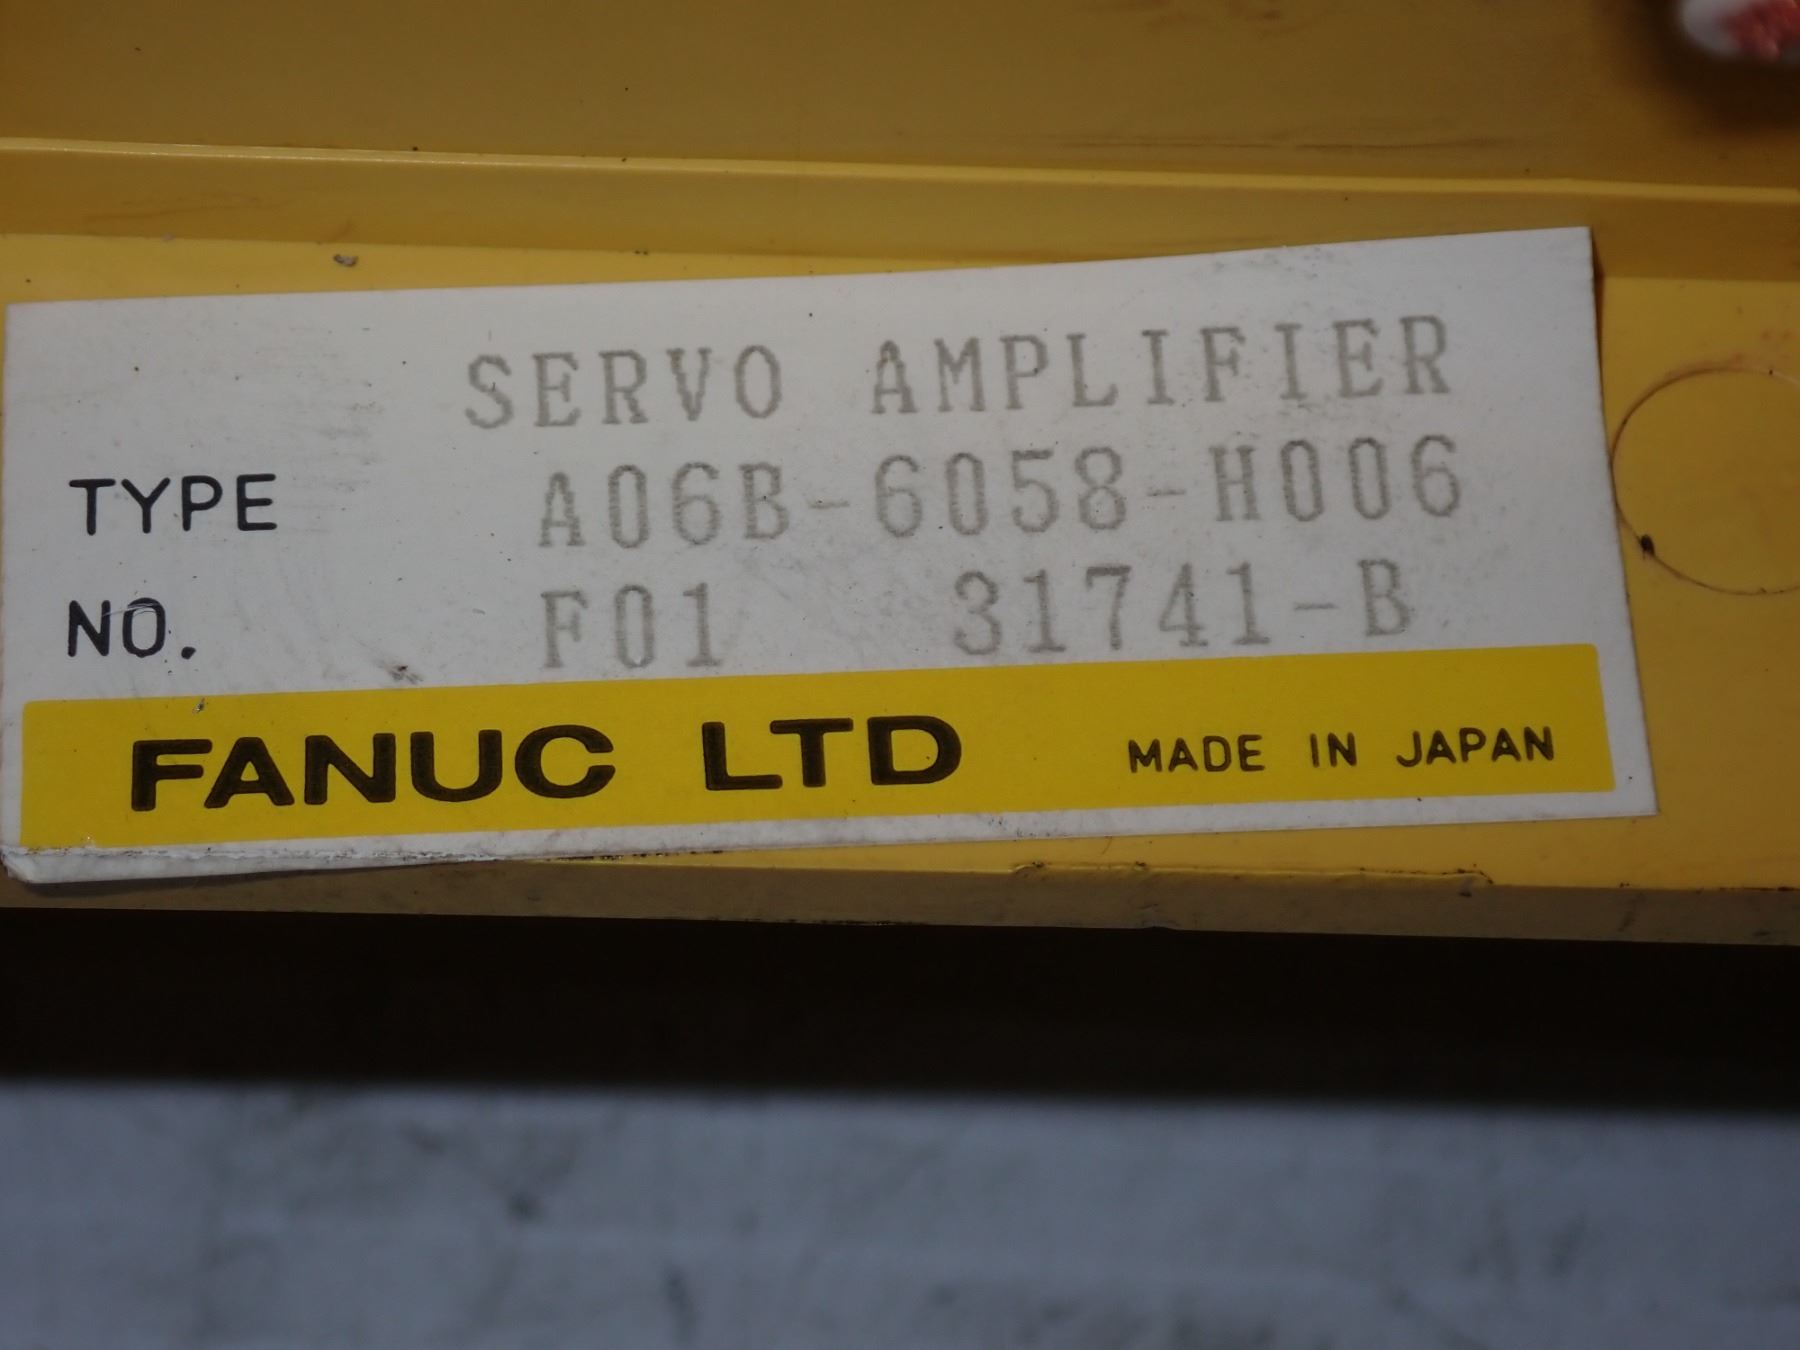 SERVO AMPLIFIER
TYPE A06B-6058-H006
NO. F01 31741-B
FANUC LTD MADE IN JAPAN